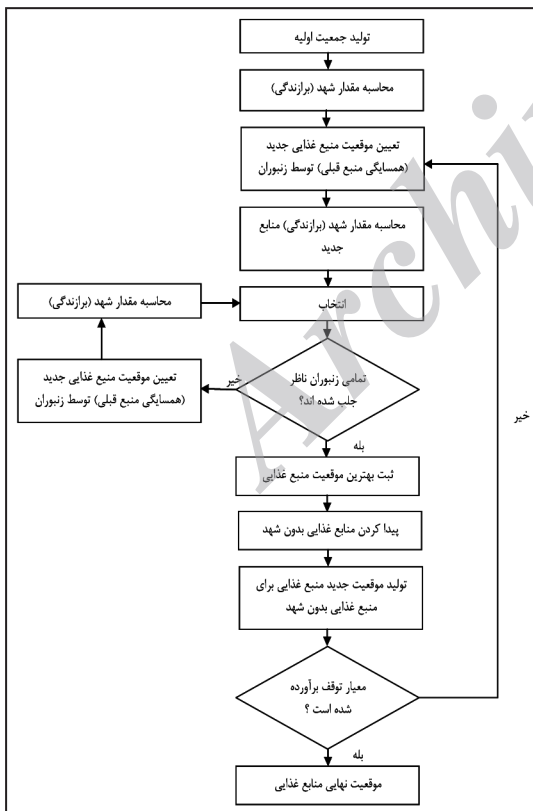 تولید جمعیت اولیه
محاسبه مقدار شهد (برازندگی)
تعیین موقعیت منبع غذایی جدید
(همسایگی منبع قبلی) توسط زنبوران
محاسبه مقدار شهد (برازندگی) منابع
جدید
انتخاب
محاسبه مقدار شهد (برازندگی)
تمامی زنبوران ناظر
جلب شده اند؟
خیر
تعیین موقعیت منبع غذایی جدید
(همسایگی منبع قبلی) توسط زنبوران
خیر
بله
ثبت بهترین موقعیت منبع غذایی
پیدا کردن منابع غذایی بدون شهد
تولید موقعیت جدید منبع غذایی برای
منبع غذایی بدون شهد
معیار توقف برآورده
شده است ؟
بله
موقعیت نهایی منابع غذایی